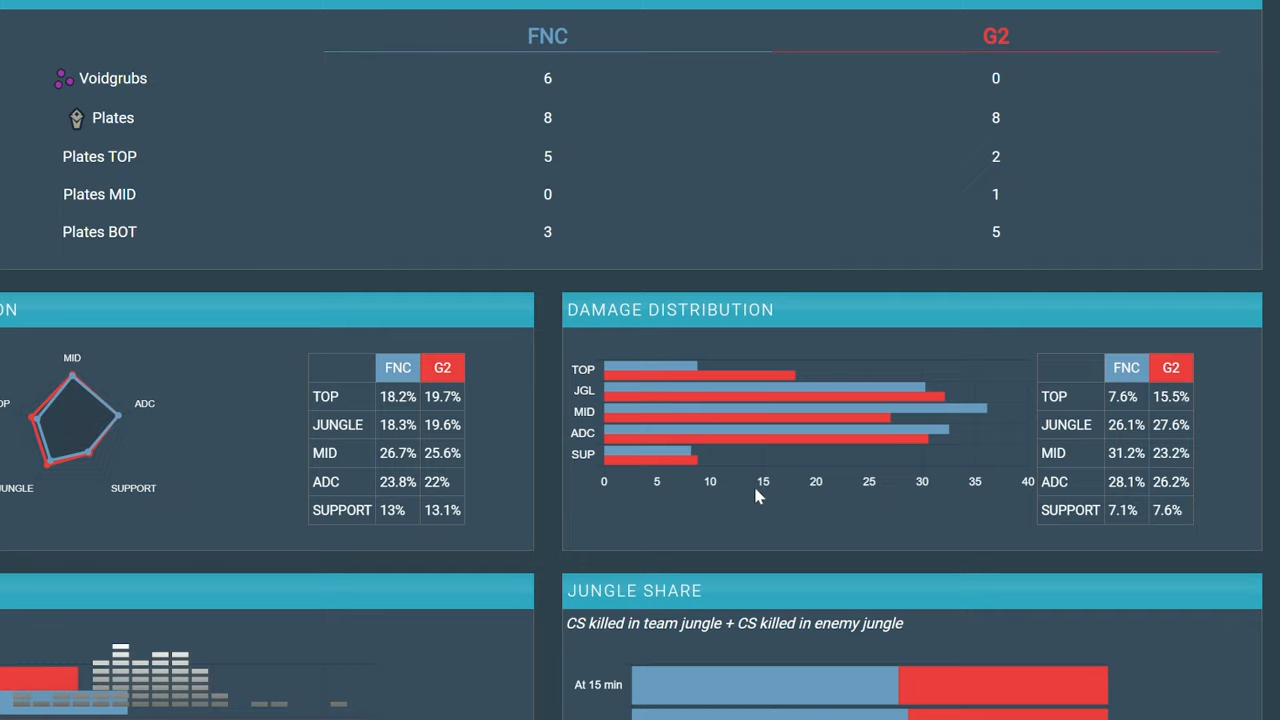 FNC G2
Voidgrubs 6 0
Plates 8 8
Plates TOP 5 2
Plates MID 0 1
Plates BOT 3 5
ON
MID
OP
ADC
JUNGLE
SUPPORT
FNC G2
TOP 18.2% 19.7%
JUNGLE 18.3% 19.6%
MID 26.7% 25.6%
ADC 23.8% 22%
SUPPORT 13% 13.1%
DAMAGE DISTRIBUTION
TOP
JGL
MID
ADC
SUP
0 5 10 15 20 25 30 35 40
FNC G2
TOP 7.6% 15.5%
JUNGLE 26.1% 27.6%
MID 31.2% 23.2%
ADC 28.1% 26.2%
SUPPORT 7.1% 7.6%
JUNGLE SHARE
CS killed in team jungle + CS killed in enemy jungle
At 15 min